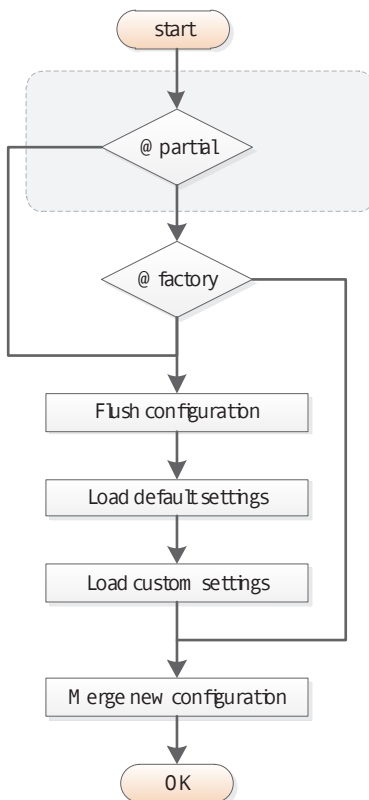 start
@ partial
@ factory
Flush configuration
Load default settings
Load custom settings
Merge new configuration
OK